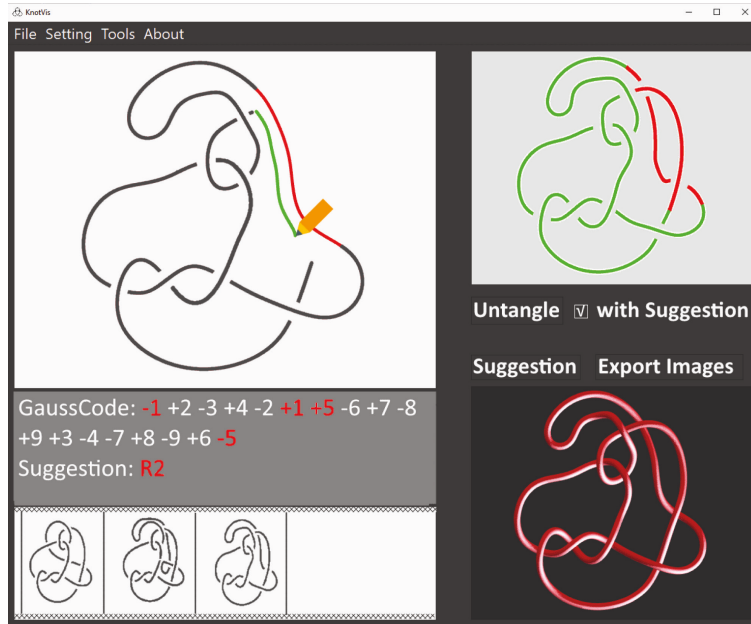 KnotVis
File Setting Tools About
GaussCode: -1 +2 -3 +4 -2 +1 +5 -6 +7 -8
+9 +3 -4 -7 +8 -9 +6 -5
Suggestion: R2
Untangle √ with Suggestion
Suggestion Export Images